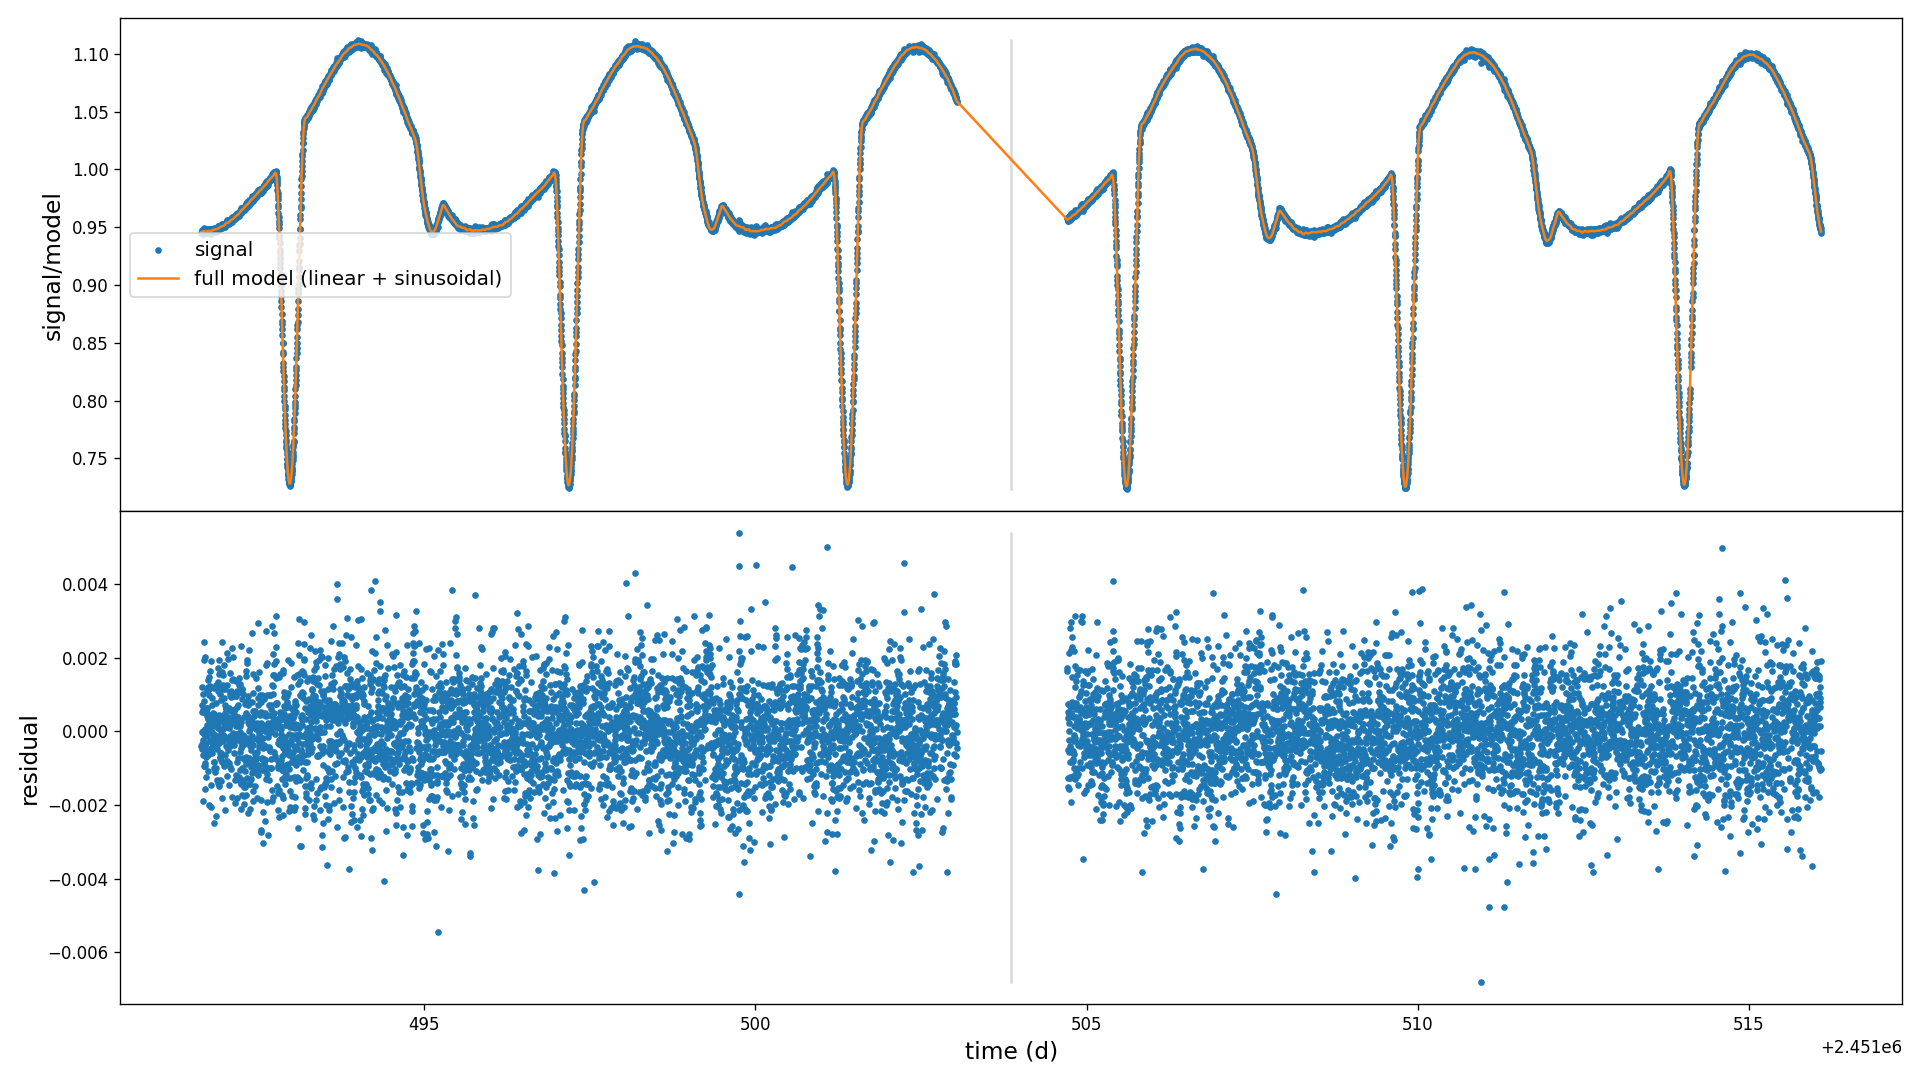 signal/model
1.10
1.05
1.00
0.95
0.90
0.85
0.80
0.75
signal
full model (linear + sinusoidal)
residual
0.004
0.002
0.000
−0.002
−0.004
−0.006
495 500 505 510 515
time (d)
+2.451e6